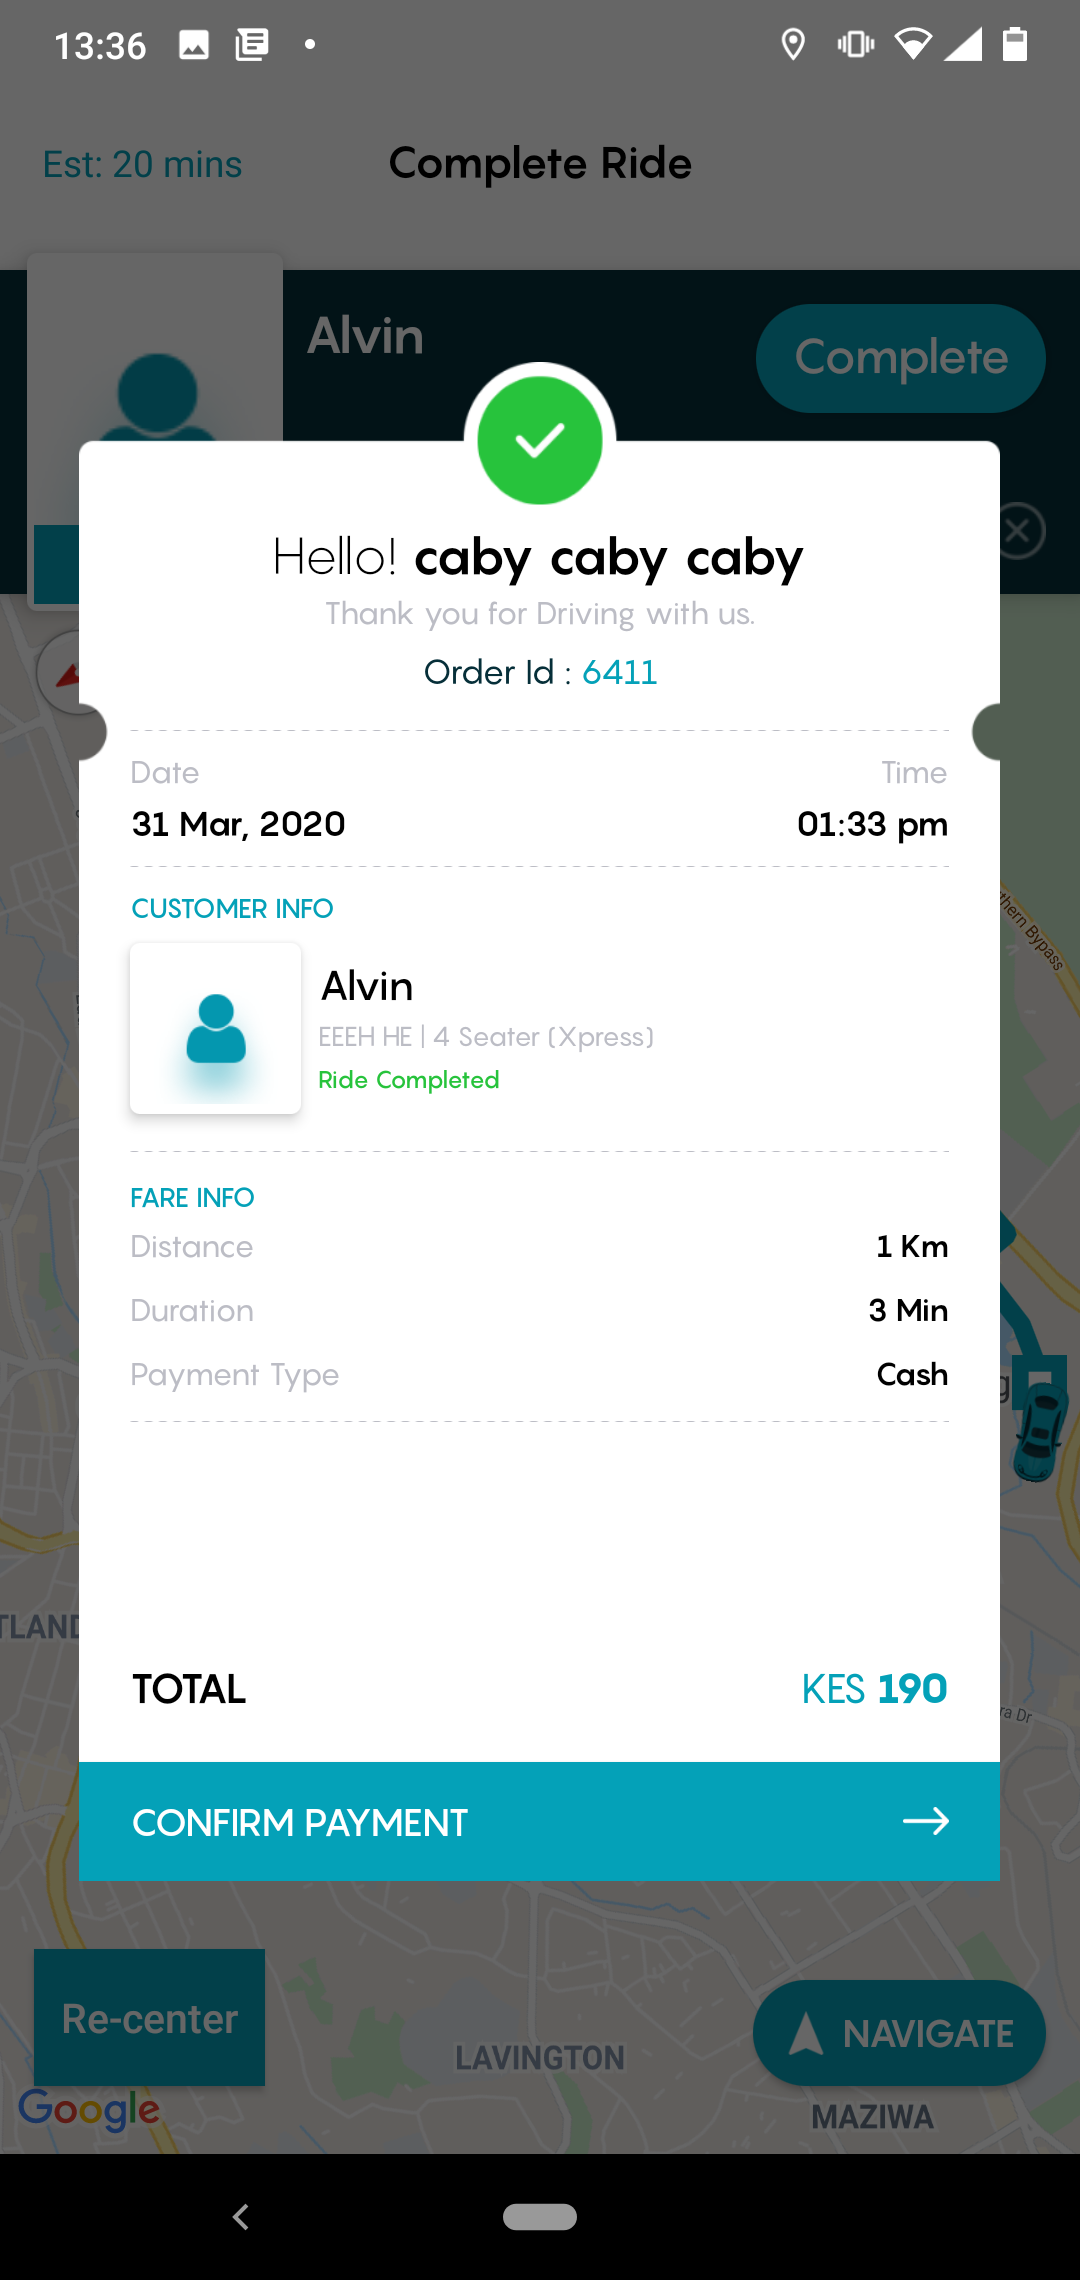 13:36
Est: 20 mins
Complete Ride
Alvin
Complete
Hello! caby caby caby
Thank you for Driving with us.
Order Id : 6411
Date
Time
31 Mar, 2020
01:33 pm
CUSTOMER INFO
Alvin
EEEH HE | 4 Seater (Xpress)
Ride Completed
thern Bypass
FARE INFO
Distance
1 Km
Duration
3 Min
Payment Type
Cash
g
TLAND
TOTAL
KES 190
ra Dr
CONFIRM PAYMENT
Re-center
NAVIGATE
LAVINGTON
Google
MAZIWA